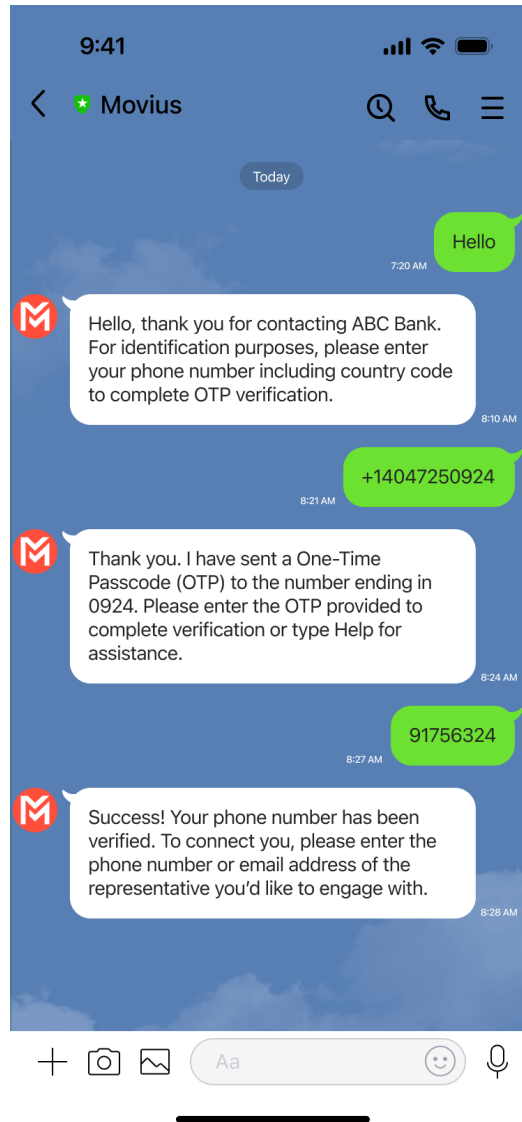 9:41
Movius
Today
Hello
7:20 AM
Hello, thank you for contacting ABC Bank.
For identification purposes, please enter
your phone number including country code
to complete OTP verification.
8:10 AM
+14047250924
8:21 AM
Thank you. I have sent a One-Time
Passcode (OTP) to the number ending in
0924. Please enter the OTP provided to
complete verification or type Help for
assistance.
8:24 AM
91756324
8:27 AM
Success! Your phone number has been
verified. To connect you, please enter the
phone number or email address of the
representative you’d like to engage with.
8:28 AM
Aa